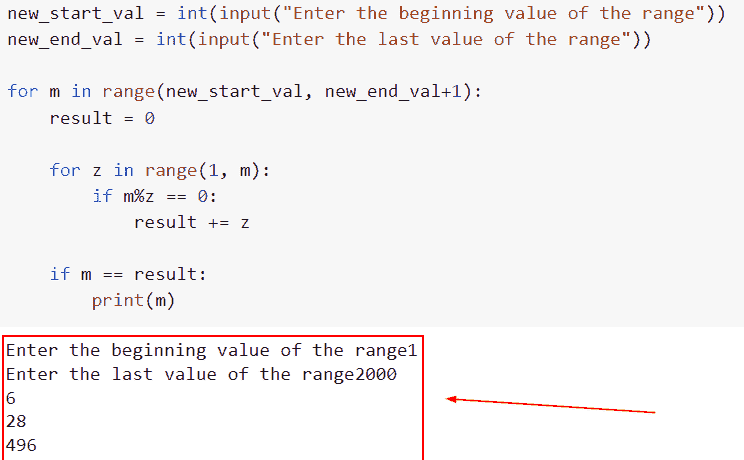 new_start_val = int(input("Enter the beginning value of the range"))
new_end_val = int(input("Enter the last value of the range"))
for m in range(new_start_val, new_end_val+1):
    result = 0
    for z in range(1, m):
        if m%z == 0:
            result += z
    if m == result:
        print(m)
Enter the beginning value of the range1
Enter the last value of the range2000
6
28
496